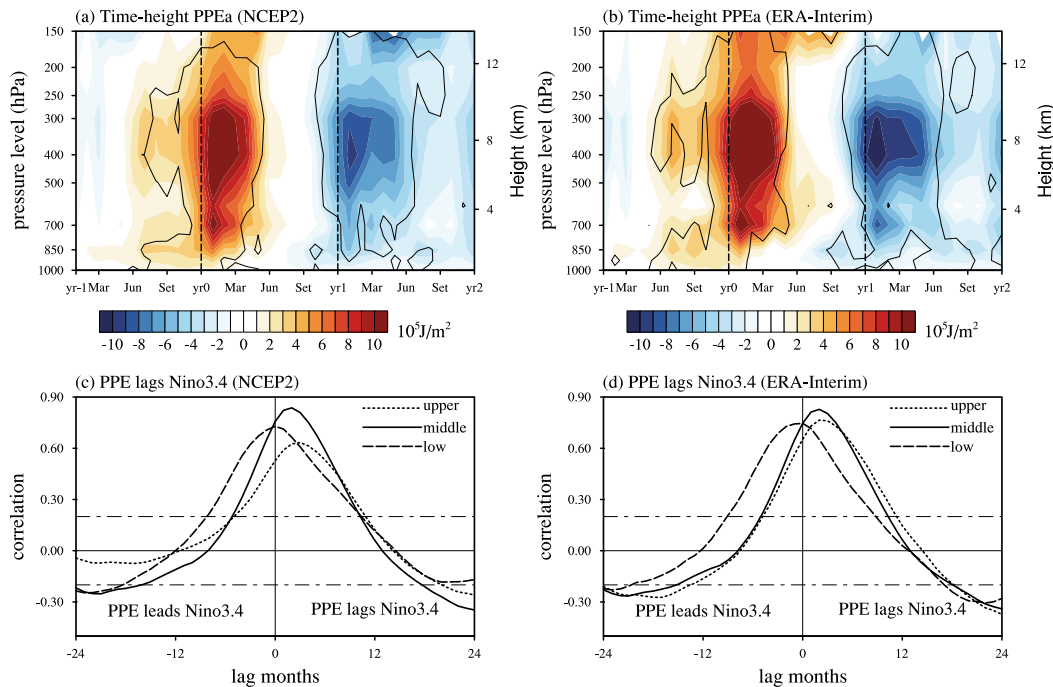 (a) Time-height PPEa (NCEP2)
pressure level (hPa)
150
200
250
300
400
500
700
850
1000
12
8
4
Height (km)
yr-1 Mar Jun Sep yr0 Mar Jun Sep yr1 Mar Jun Sep yr2
-10 -8 -6 -4 -2 0 2 4 6 8 10
10⁵J/m²
(b) Time-height PPEa (ERA-Interim)
pressure level (hPa)
150
200
250
300
400
500
700
850
1000
12
8
4
Height (km)
yr-1 Mar Jun Sep yr0 Mar Jun Sep yr1 Mar Jun Sep yr2
-10 -8 -6 -4 -2 0 2 4 6 8 10
10⁵J/m²
(c) PPE lags Nino3.4 (NCEP2)
correlation
0.90
0.60
0.30
0.00
-0.30
upper
middle
low
PPE leads Nino3.4
PPE lags Nino3.4
-24 -12 0 12 24
lag months
(d) PPE lags Nino3.4 (ERA-Interim)
correlation
0.90
0.60
0.30
0.00
-0.30
upper
middle
low
PPE leads Nino3.4
PPE lags Nino3.4
-24 -12 0 12 24
lag months